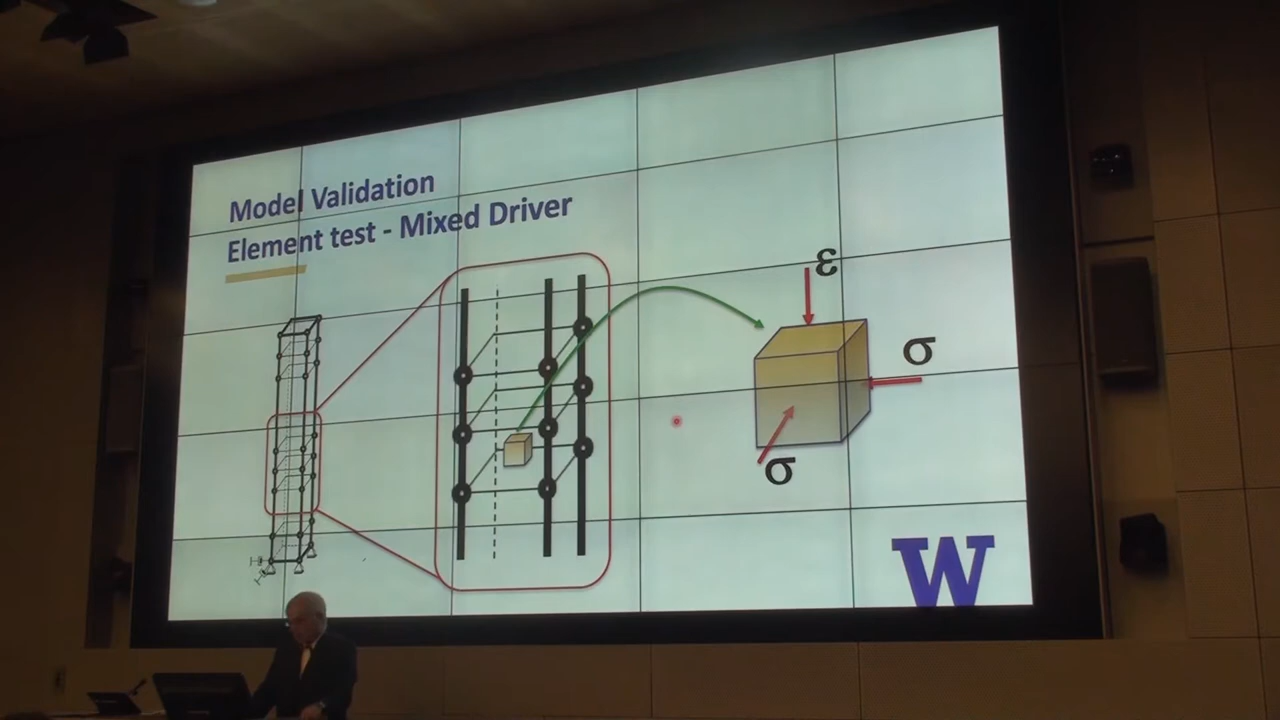 Model Validation
Element test - Mixed Driver
ε
σ
σ
W